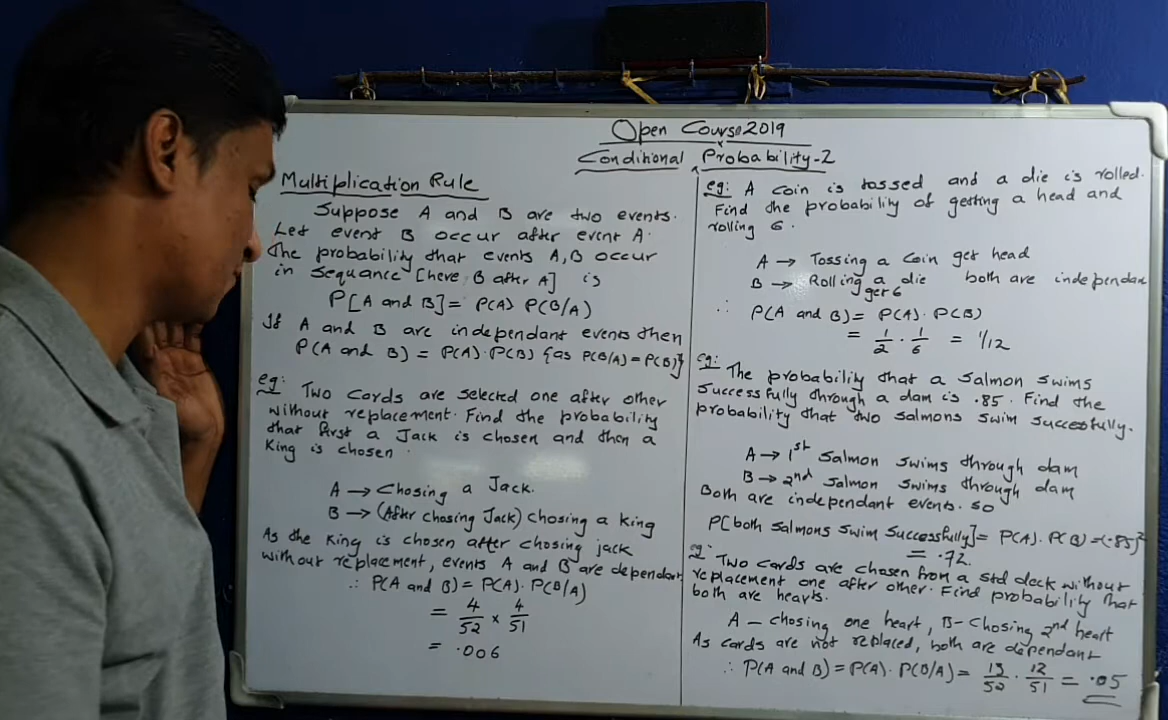 Open Course 2019
Conditional Probability-2
Multiplication Rule
Suppose A and B are two events.
Let event B occur after event A.
The probability that events A, B occur
in sequance [here B after A] is
P[A and B] = P(A) P(B/A)
If A and B are independant events then
P(A and B) = P(A).P(B) {as P(B/A) = P(B)}
eg: Two cards are selected one after other
without replacement. Find the probability
that first a Jack is chosen and then a
King is chosen.
A → Chosing a Jack.
B → (After chosing Jack) chosing a King
As the King is chosen after chosing jack
without replacement, events A and B are dependant
∴ P(A and B) = P(A). P(B/A)
= 4/52 × 4/51
= .006
eg: A coin is tossed and a die is rolled.
Find the probability of getting a head and
rolling 6.
A → Tossing a coin get head
B → Rolling a die get 6 both are independan
∴ P(A and B) = P(A). P(B)
= 1/2 . 1/6 = 1/12
eg: The probability that a salmon swims
successfully through a dam is .85. Find the
probability that two salmons swim successfully.
A → 1st salmon swims through dam
B → 2nd salmon swims through dam
Both are independant events. so
P[both salmons swim successfully] = P(A). P(B) = (.85)²
= .72.
eg: Two cards are chosen from a std deck without
replacement one after other. Find probability that
both are hearts.
A - chosing one heart, B - chosing 2nd heart
As cards are not replaced, both are dependant
∴ P(A and B) = P(A). P(B/A) = 13/52 . 12/51 = .05